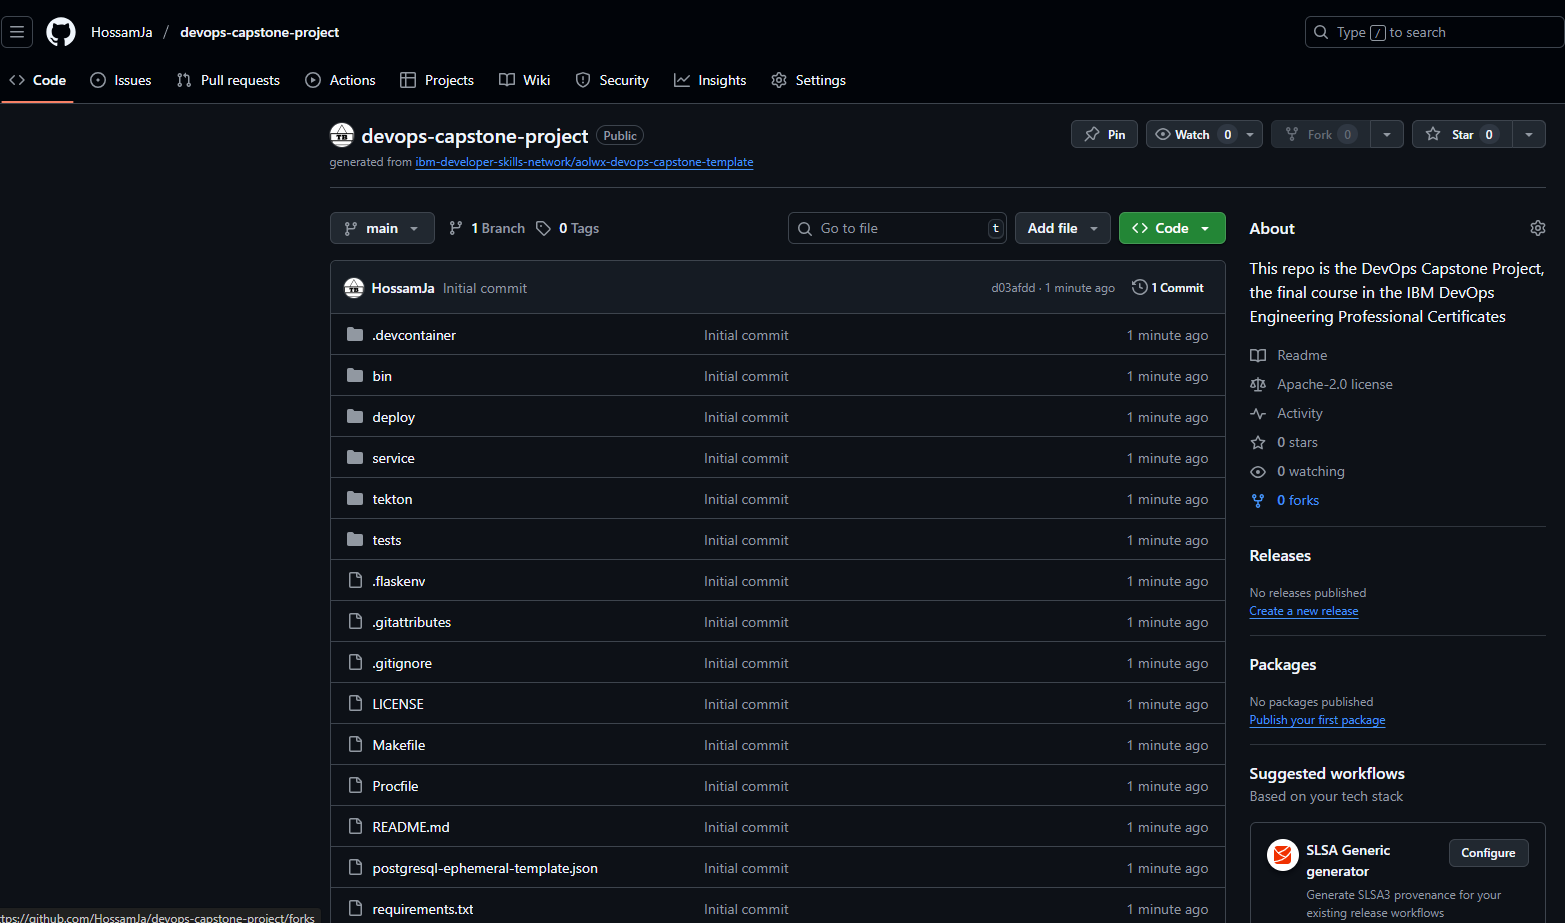 HossamJa / devops-capstone-project
Type / to search
Code Issues Pull requests Actions Projects Wiki Security Insights Settings
devops-capstone-project Public
Pin Watch 0 Fork 0 Star 0
generated from ibm-developer-skills-network/aolwx-devops-capstone-template
main 1 Branch 0 Tags Go to file t Add file Code
HossamJa Initial commit d03afdd · 1 minute ago 1 Commit
.devcontainer Initial commit 1 minute ago
bin Initial commit 1 minute ago
deploy Initial commit 1 minute ago
service Initial commit 1 minute ago
tekton Initial commit 1 minute ago
tests Initial commit 1 minute ago
.flaskenv Initial commit 1 minute ago
.gitattributes Initial commit 1 minute ago
.gitignore Initial commit 1 minute ago
LICENSE Initial commit 1 minute ago
Makefile Initial commit 1 minute ago
Procfile Initial commit 1 minute ago
README.md Initial commit 1 minute ago
postgresql-ephemeral-template.json Initial commit 1 minute ago
requirements.txt Initial commit 1 minute ago
About
This repo is the DevOps Capstone Project,
the final course in the IBM DevOps
Engineering Professional Certificates
Readme
Apache-2.0 license
Activity
0 stars
0 watching
0 forks
Releases
No releases published
Create a new release
Packages
No packages published
Publish your first package
Suggested workflows
Based on your tech stack
SLSA Generic
generator
Configure
Generate SLSA3 provenance for your
existing release workflows
ttps://github.com/HossamJa/devops-capstone-project/forks